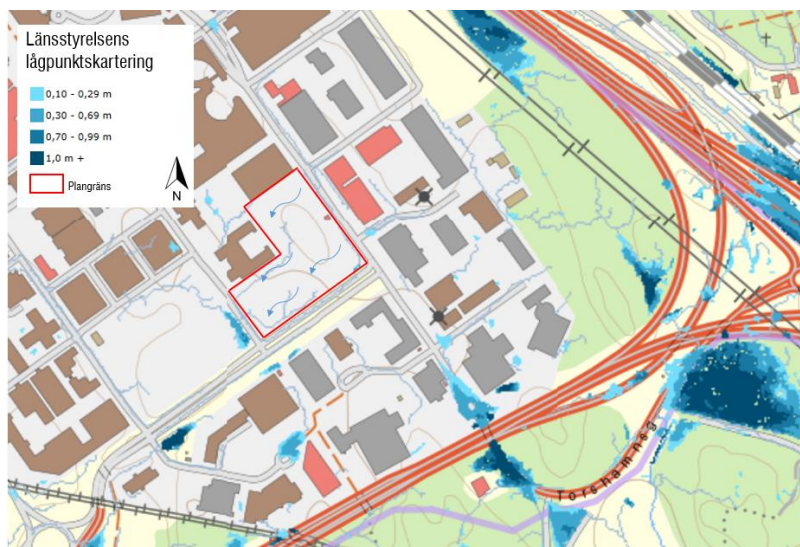 Länsstyrelsens
lågpunktskartering
0,10 - 0,29 m
0,30 - 0,69 m
0,70 - 0,99 m
1,0 m +
Plangräns
N
Torshamnsg